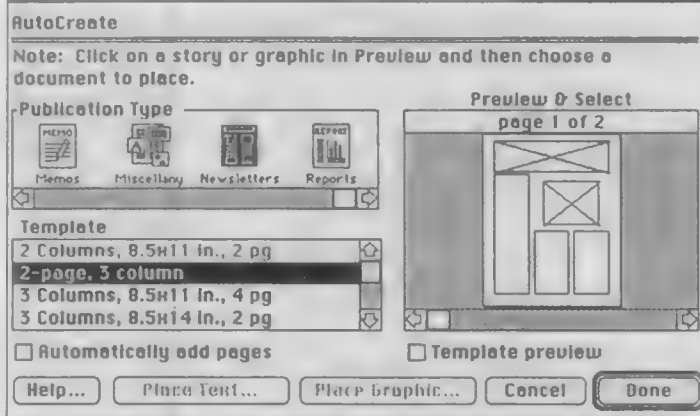 AutoCreate
Note: Click on a story or graphic in Preview and then choose a
document to place.
Publication Type
MEMO
REPORT
Memos
Miscellany
Newsletters
Reports
Template
2 Columns, 8.5x11 in., 2 pg
2-page, 3 column
3 Columns, 8.5x11 in., 4 pg
3 Columns, 8.5x14 in., 2 pg
Automatically add pages
Preview & Select
page 1 of 2
Template preview
Help...
Place Text...
Place Graphic...
Cancel
Done